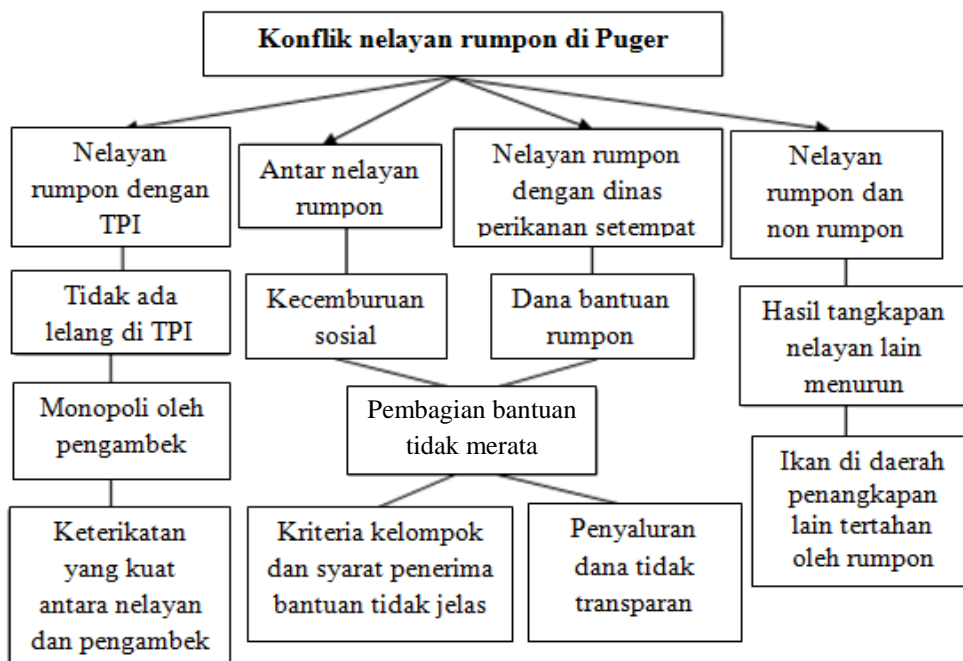 Konflik nelayan rumpon di Puger
Nelayan
rumpon dengan
TPI
Antar nelayan
rumpon
Nelayan rumpon
dengan dinas
perikanan setempat
Nelayan
rumpon dan
non rumpon
Tidak ada
lelang di TPI
Kecemburuan
sosial
Dana bantuan
rumpon
Hasil tangkapan
nelayan lain
menurun
Monopoli oleh
pengambek
Pembagian bantuan
tidak merata
Ikan di daerah
penangkapan
lain tertahan
oleh rumpon
Keterikatan
yang kuat
antara nelayan
dan pengambek
Kriteria kelompok
dan syarat penerima
bantuan tidak jelas
Penyaluran
dana tidak
transparan